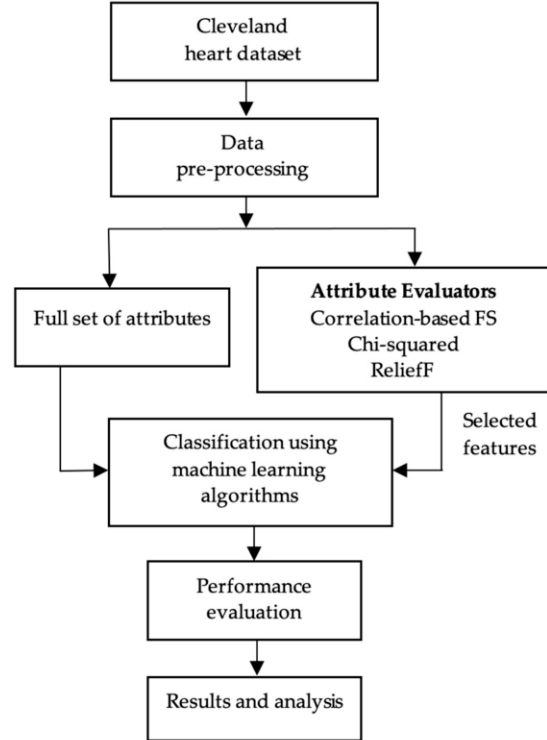 Cleveland
heart dataset
Data
pre-processing
Full set of attributes
Attribute Evaluators
Correlation-based FS
Chi-squared
ReliefF
Selected
features
Classification using
machine learning
algorithms
Performance
evaluation
Results and analysis